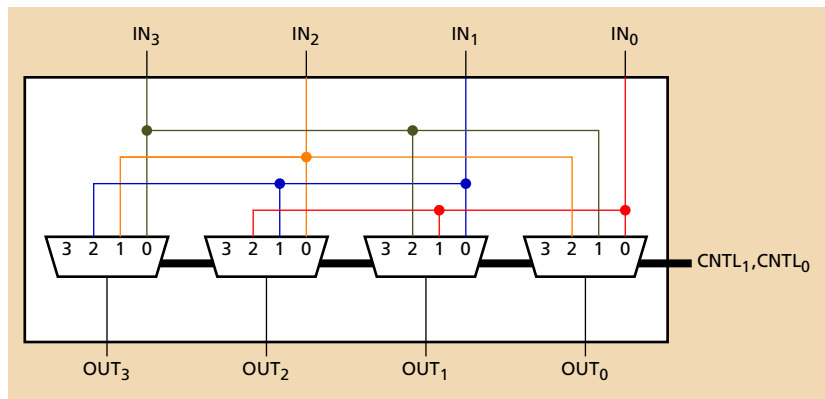 IN₃ IN₂ IN₁ IN₀
3 2 1 0 3 2 1 0 3 2 1 0 3 2 1 0
CNTL₁,CNTL₀
OUT₃ OUT₂ OUT₁ OUT₀